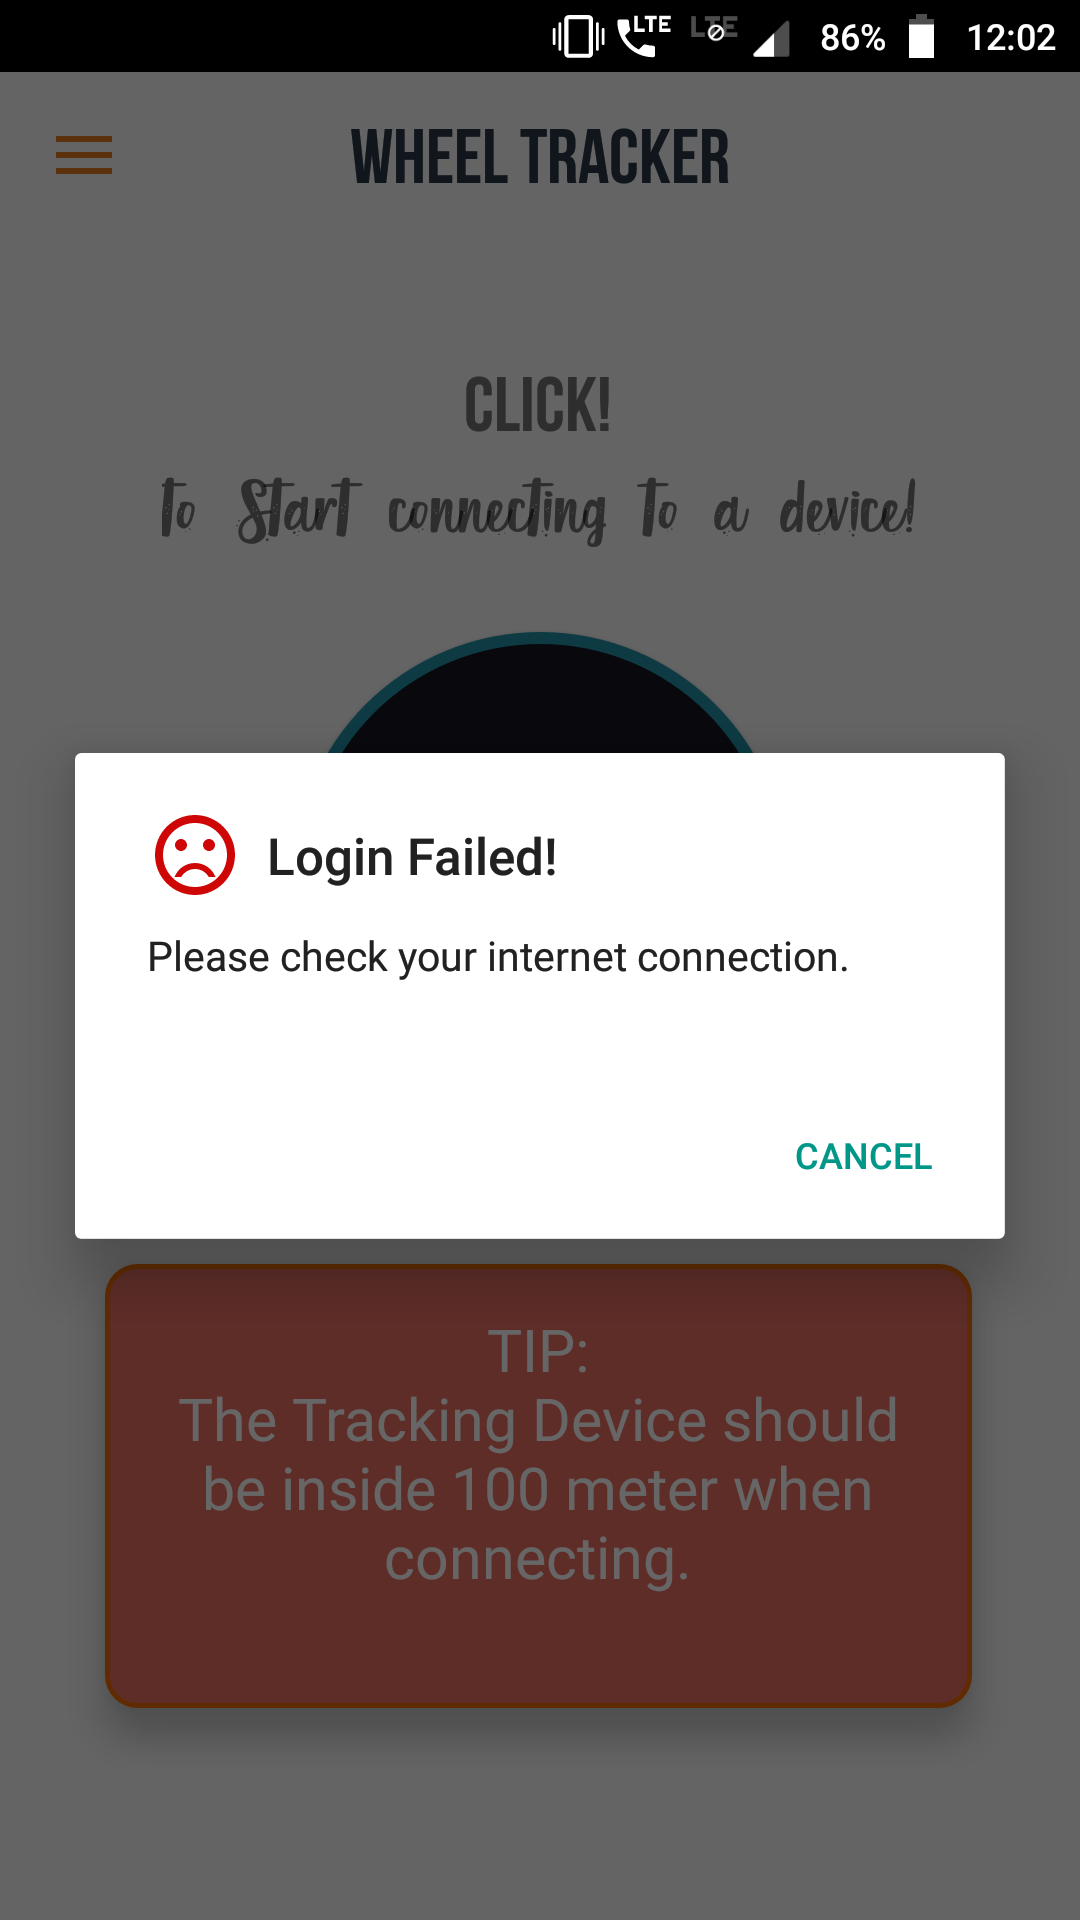 LTE LTE 86% 12:02
WHEEL TRACKER
CLICK!
to Start connecting to a device!
Login Failed!
Please check your internet connection.
CANCEL
TIP:
The Tracking Device should
be inside 100 meter when
connecting.